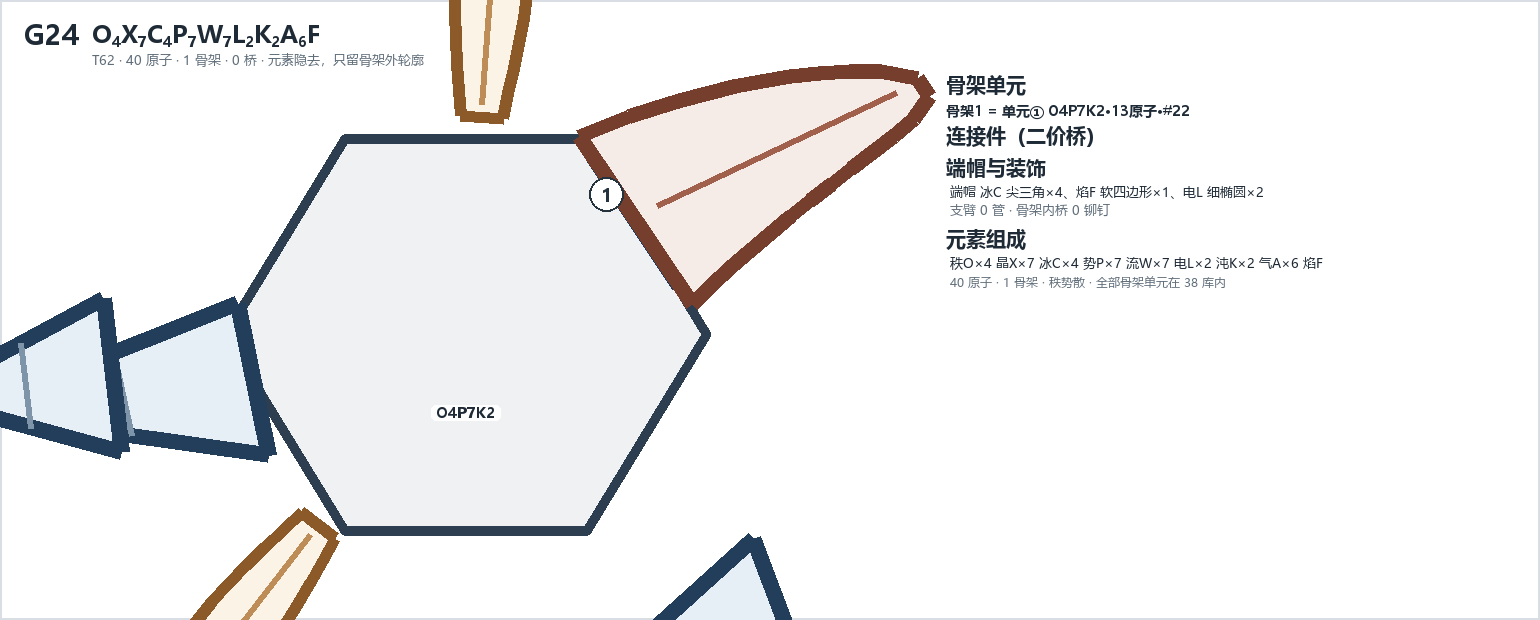 G24 O₄X₇C₄P₇W₇L₂K₂A₆F
T62 · 40 原子 · 1 骨架 · 0 桥 · 元素隐去，只留骨架外轮廓
骨架单元
骨架1 = 单元① O4P7K2•13原子•#22
连接件（二价桥）
端帽与装饰
端帽 冰C 尖三角×4、焰F 软四边形×1、电L 细椭圆×2
支臂 0 管 · 骨架内桥 0 铆钉
元素组成
秩O×4 晶X×7 冰C×4 势P×7 流W×7 电L×2 沌K×2 气A×6 焰F
40 原子 · 1 骨架 · 秩势散 · 全部骨架单元在 38 库内
1
O4P7K2